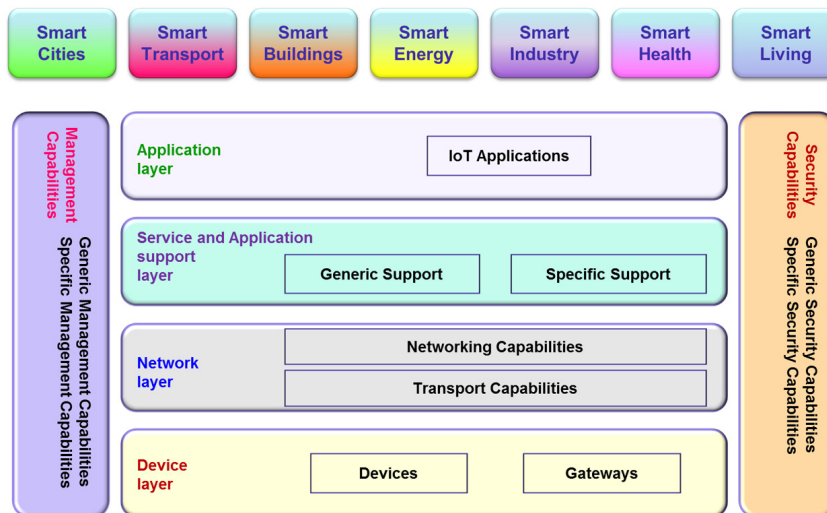 Smart
Cities
Smart
Transport
Smart
Buildings
Smart
Energy
Smart
Industry
Smart
Health
Smart
Living
Management
Capabilities
Generic Management Capabilities
Specific Management Capabilities
Application
layer
IoT Applications
Service and Application
support
layer
Generic Support
Specific Support
Network
layer
Networking Capabilities
Transport Capabilities
Device
layer
Devices
Gateways
Security
Capabilities
Generic Security Capabilities
Specific Security Capabilities